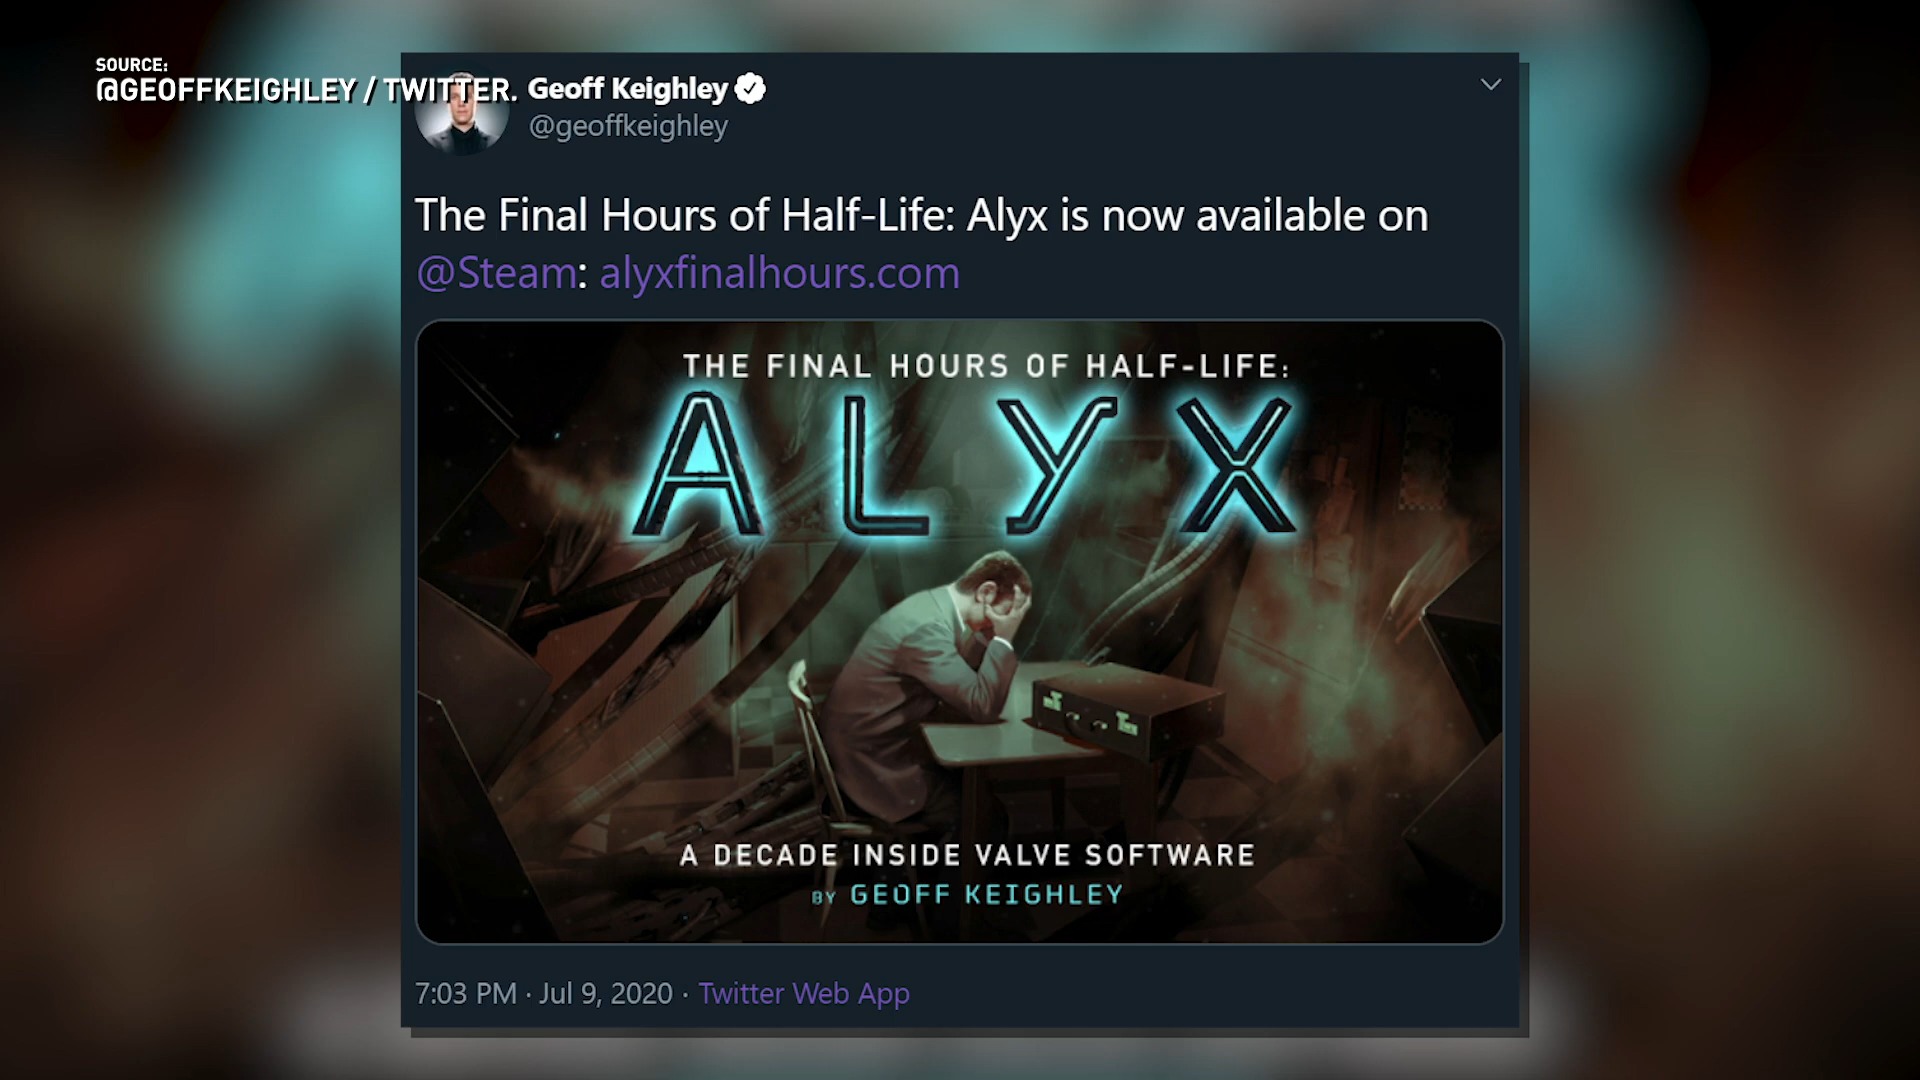 SOURCE:
@GEOFFKEIGHLEY / TWITTER.
Geoff Keighley
@geoffkeighley
The Final Hours of Half-Life: Alyx is now available on
@Steam: alyxfinalhours.com
THE FINAL HOURS OF HALF-LIFE:
ALYX
A DECADE INSIDE VALVE SOFTWARE
BY GEOFF KEIGHLEY
7:03 PM · Jul 9, 2020 · Twitter Web App